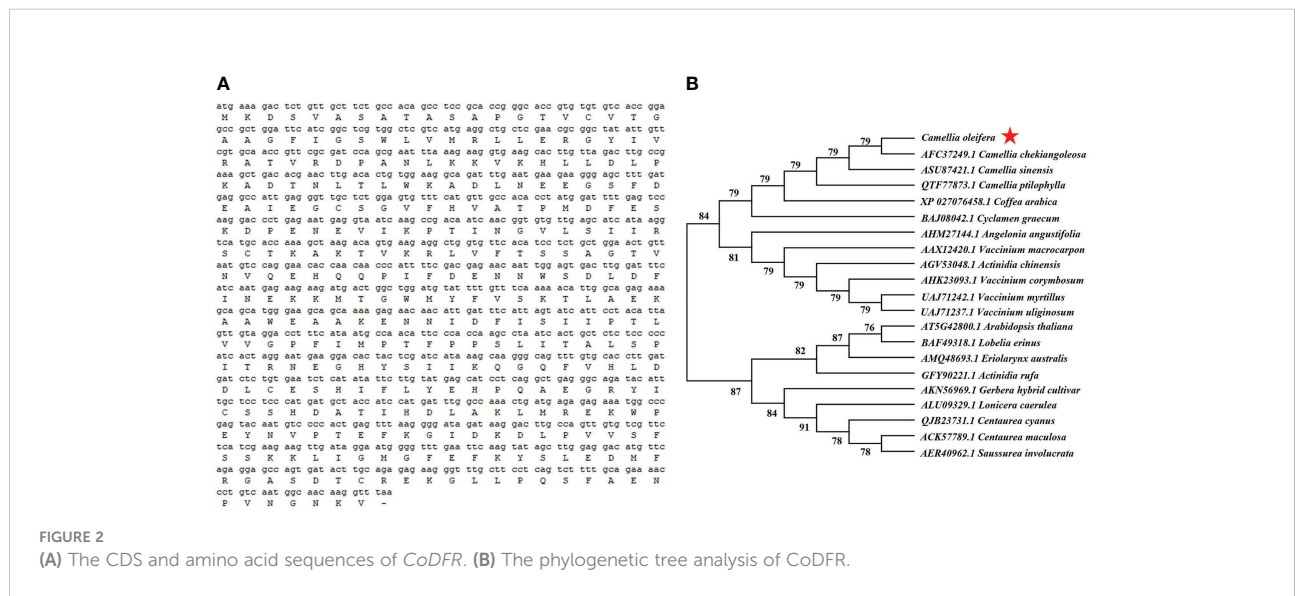 A
atg aaa gac tct gtt gct tct gcc aca gcc tcc gca ccg ggc acc gtg tgt gtc acc gga
M K D S V A S A T A S A P G T V C V T G
gcc gct gga ttc atc ggc tcg tgg ctc gtc atg agg ctg ctc gaa cgc ggc tat att gtt
A A G F I G S W L V M R L L E R G Y I V
cgt gca acc gtt cgc gat cca gcg aat tta aag aag gtg aag cac ttg tta gac ttg ccg
R A T V R D P A N L K K V K H L L D L P
aaa gct gac acg aac ttg aca ctg tgg aag gca gat ttg aat gaa gaa ggg agc ttt gat
K A D T N L T L W K A D L N E E G S F D
gag gcc att gag ggt tgc tct gga gtg ttt cat gtt gcc aca cct atg gat ttt gag tcc
E A I E G C S G V F H V A T P M D F E S
aag gac cct gag aat gag gta atc aag ccg aca atc aac ggt gtg ttg agc atc ata agg
K D P E N E V I K P T I N G V L S I I R
tca tgc acc aaa gct aag aca gtg aag agg ctg gtg ttc aca tcc tct gct gga act gtt
S C T K A K T V K R L V F T S S A G T V
aat gtc cag gaa cac caa caa ccc att ttc gac gag aac aat tgg agt gac ttg gat ttc
N V Q E H Q Q P I F D E N N W S D L D F
atc aat gag aag aag atg act ggc tgg atg tat ttt gtt tca aaa aca ttg gca gag aaa
I N E K K M T G W M Y F V S K T L A E K
gca gca tgg gaa gca gca aaa gag aac aac att gat ttc att agt atc att cct aca tta
A A W E A A K E N N I D F I S I I P T L
gtt gta gga cct ttc ata atg cca aca ttc cca cca agc cta atc act gct ctc tcc ccc
V V G P F I M P T F P P S L I T A L S P
atc act agg aat gaa gga cac tac tcg atc ata aag caa ggg cag ttt gtg cac ctt gat
I T R N E G H Y S I I K Q G Q F V H L D
gat ctc tgt gaa tct cat ata ttc ttg tat gag cat cct cag gct gag ggc aga tac att
D L C E S H I F L Y E H P Q A E G R Y I
tgc tcc tcc cat gat gct acc atc cat gat ttg gcc aaa ctg atg aga gag aaa tgg ccc
C S S H D A T I H D L A K L M R E K W P
gag tac aat gtc ccc act gag ttt aag ggg ata gat aag gac ttg cca gtt gtg tcg ttc
E Y N V P T E F K G I D K D L P V V S F
tca tcg aag aag ttg ata gga atg ggg ttt gaa ttc aag tat agc ttg gag gac atg ttc
S S K K L I G M G F E F K Y S L E D M F
aga gga gcc agt gat act tgc aga gag aag ggt ttg ctt cct cag tct ttt gca gaa aac
R G A S D T C R E K G L L P Q S F A E N
cct gtc aat ggc aac aag gtt taa
P V N G N K V –
B
Camellia oleifera
AFC37249.1 Camellia chekiangoleosa
ASU87421.1 Camellia sinensis
QTF77873.1 Camellia ptilophylla
XP 027076458.1 Coffea arabica
BAJ08042.1 Cyclamen graecum
AHM27144.1 Angelonia angustifolia
AAX12420.1 Vaccinium macrocarpon
AGV53048.1 Actinidia chinensis
AHK23093.1 Vaccinium corymbosum
UAJ71242.1 Vaccinium myrtillus
UAJ71237.1 Vaccinium uliginosum
AT5G42800.1 Arabidopsis thaliana
BAF49318.1 Lobelia erinus
AMQ48693.1 Eriolarynx australis
GFY90221.1 Actinidia rufa
AKN56969.1 Gerbera hybrid cultivar
ALU09329.1 Lonicera caerulea
QJB23731.1 Centaurea cyanus
ACK57789.1 Centaurea maculosa
AER40962.1 Saussurea involucrata
79
79
79
79
79
84
81
79
79
79
79
76
87
82
87
84
91
78
78
FIGURE 2
(A) The CDS and amino acid sequences of CoDFR. (B) The phylogenetic tree analysis of CoDFR.